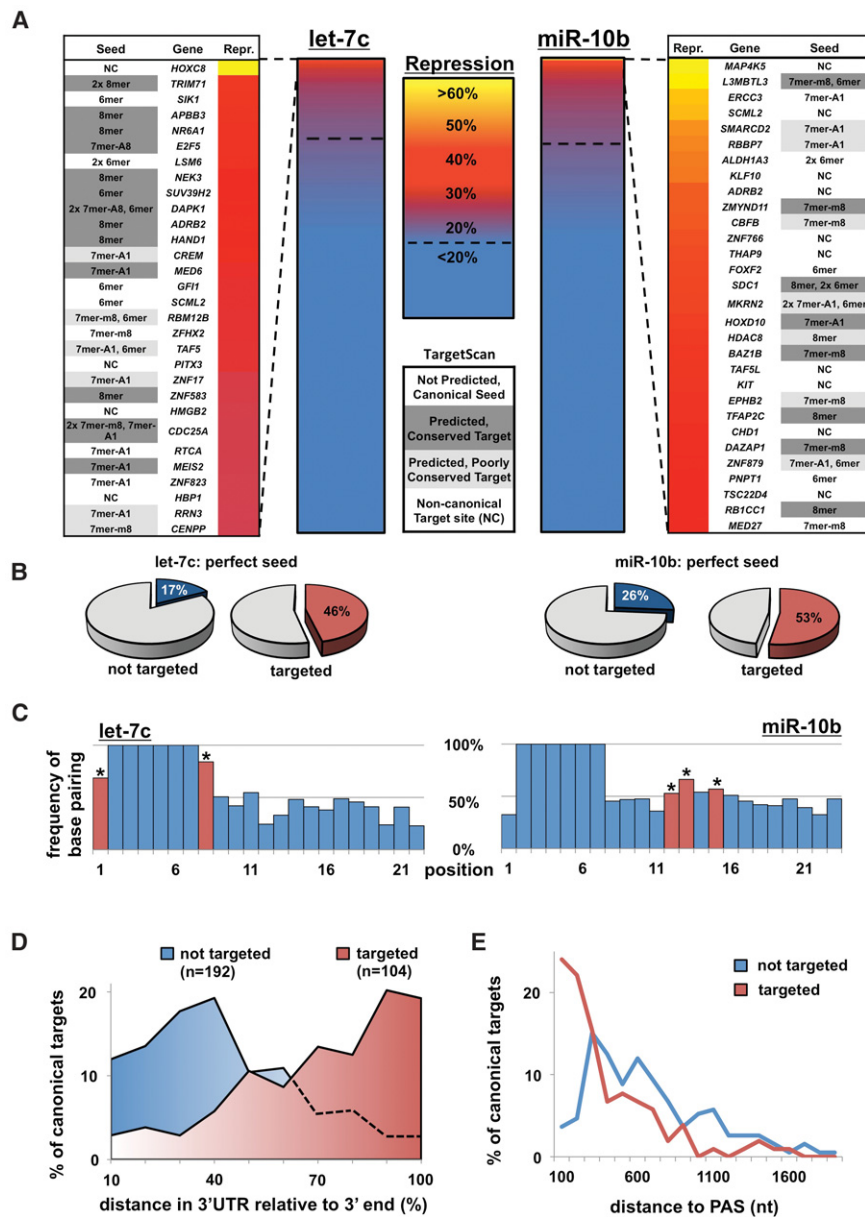 A
let-7c
miR-10b
Seed Gene Repr.
NC HOXC8
2x 8mer TRIM71
6mer SIK1
8mer APBB3
8mer NR6A1
7mer-A8 E2F5
2x 6mer LSM6
8mer NEK3
6mer SUV39H2
2x 7mer-A8, 6mer DAPK1
8mer ADRB2
8mer HAND1
7mer-A1 CREM
7mer-A1 MED6
6mer GFI1
6mer SCML2
7mer-m8, 6mer RBM12B
7mer-m8 ZFHX2
7mer-A1, 6mer TAF5
NC PITX3
7mer-A1 ZNF17
8mer ZNF583
NC HMGB2
2x 7mer-m8, 7mer-
A1 CDC25A
7mer-A1 RTCA
7mer-A1 MEIS2
7mer-A1 ZNF823
NC HBP1
7mer-A1 RRN3
7mer-m8 CENPP
Repression
>60%
50%
40%
30%
20%
<20%
TargetScan
Not Predicted,
Canonical Seed
Predicted,
Conserved Target
Predicted, Poorly
Conserved Target
Non-canonical
Target site (NC)
Repr. Gene Seed
MAP4K5 NC
L3MBTL3 7mer-m8, 6mer
ERCC3 7mer-A1
SCML2 NC
SMARCD2 7mer-A1
RBBP7 7mer-A1
ALDH1A3 2x 6mer
KLF10 NC
ADRB2 NC
ZMYND11 7mer-m8
CBFB 7mer-m8
ZNF766 NC
THAP9 NC
FOXF2 6mer
SDC1 8mer, 2x 6mer
MKRN2 2x 7mer-A1, 6mer
HOXD10 7mer-A1
HDAC8 8mer
BAZ1B 7mer-m8
TAF5L NC
KIT NC
EPHB2 7mer-m8
TFAP2C 8mer
CHD1 NC
DAZAP1 7mer-m8
ZNF879 7mer-A1, 6mer
PNPT1 6mer
TSC22D4 NC
RB1CC1 8mer
MED27 7mer-m8
B
let-7c: perfect seed
17%
46%
not targeted targeted
miR-10b: perfect seed
26%
53%
not targeted targeted
C
let-7c
miR-10b
frequency of
base pairing
* *
100%
50%
0%
* * *
1 6 11 16 21
position
1 6 11 16 21
D
not targeted
(n=192)
targeted
(n=104)
% of canonical targets
20
10
0
10 40 70 100
distance in 3'UTR relative to 3' end (%)
E
not targeted
targeted
% of canonical targets
20
10
0
100 600 1100 1600
distance to PAS (nt)